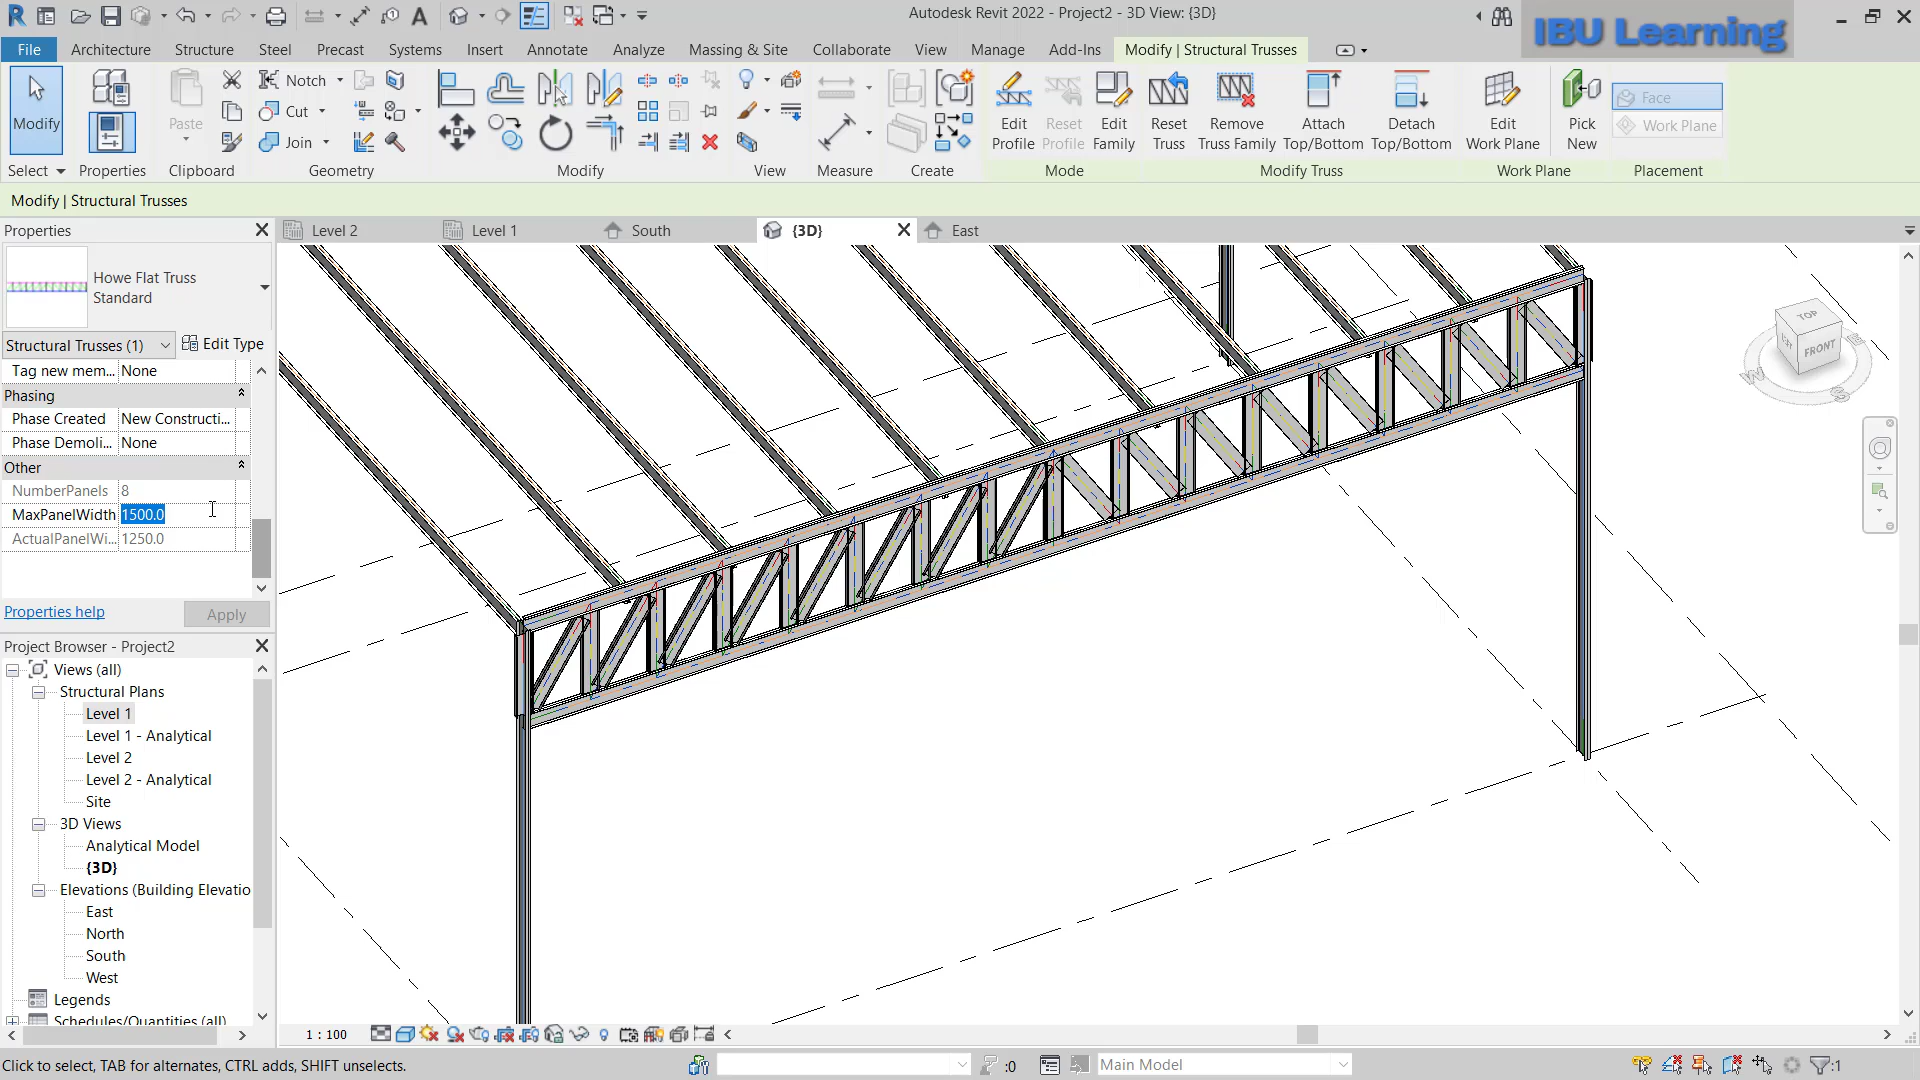 Autodesk Revit 2022 - Project2 - 3D View: {3D}
IBU Learning
File Architecture Structure Steel Precast Systems Insert Annotate Analyze Massing & Site Collaborate View Manage Add-Ins Modify | Structural Trusses
Modify
Paste
Notch
Cut
Join
Edit Profile
Reset Profile
Edit Family
Reset Truss
Remove Truss Family
Attach Top/Bottom
Detach Top/Bottom
Edit Work Plane
Pick New
Face
Work Plane
Select Properties Clipboard Geometry Modify View Measure Create Mode Modify Truss Work Plane Placement
Modify | Structural Trusses
Properties
Level 2 Level 1 South {3D} East
Howe Flat Truss
Standard
Structural Trusses (1) Edit Type
Tag new mem... None
Phasing
Phase Created New Constructi...
Phase Demoli... None
Other
NumberPanels 8
MaxPanelWidth 1500.0
ActualPanelWi... 1250.0
Properties help Apply
TOP
LEFT
FRONT
W
S
E
Project Browser - Project2
Views (all)
Structural Plans
Level 1
Level 1 - Analytical
Level 2
Level 2 - Analytical
Site
3D Views
Analytical Model
{3D}
Elevations (Building Elevatio
East
North
South
West
Legends
Schedules/Quantities (all)
1 : 100
Click to select, TAB for alternates, CTRL adds, SHIFT unselects.
:0
Main Model
:1